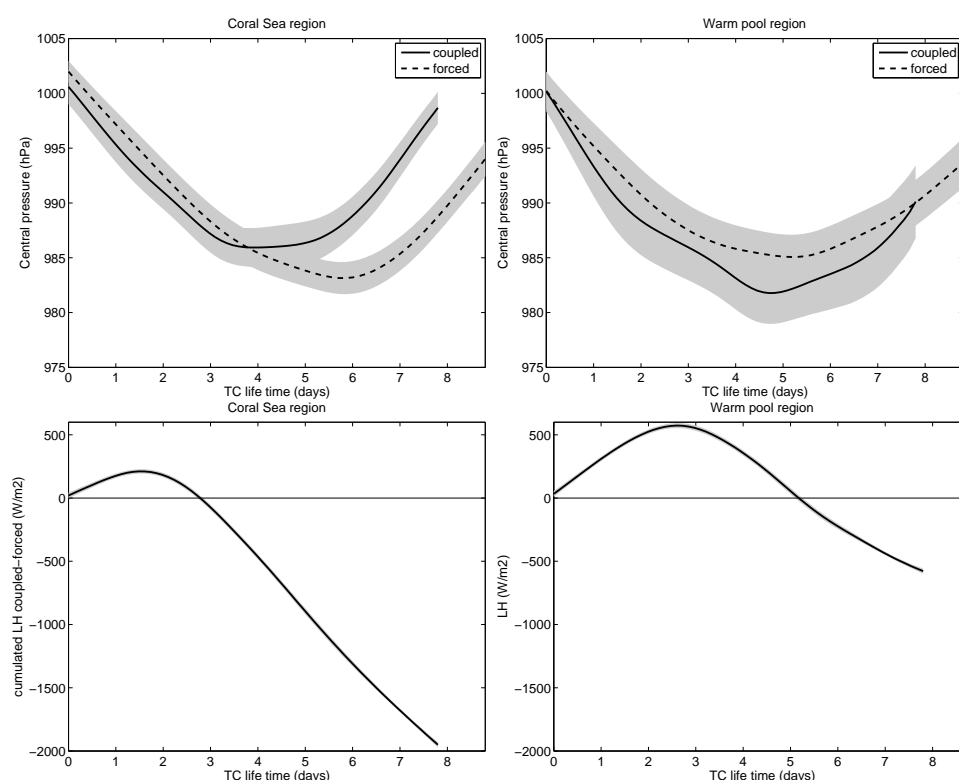 Coral Sea region
1005
1000
995
990
985
980
975
Central pressure (hPa)
0 1 2 3 4 5 6 7 8
TC life time (days)
coupled
forced
Warm pool region
1005
1000
995
990
985
980
975
Central pressure (hPa)
0 1 2 3 4 5 6 7 8
TC life time (days)
coupled
forced
Coral Sea region
500
0
−500
−1000
−1500
−2000
cumulated LH coupled−forced (W/m2)
0 1 2 3 4 5 6 7 8
TC life time (days)
Warm pool region
500
0
−500
−1000
−1500
−2000
LH (W/m2)
0 1 2 3 4 5 6 7 8
TC life time (days)